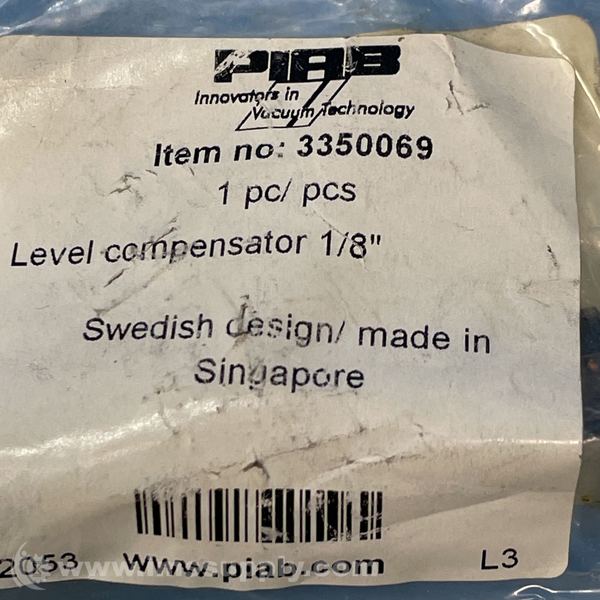 PIAB
Innovators in
Vacuum Technology
Item no: 3350069
1 pc/ pcs
Level compensator 1/8"
Swedish design/ made in
Singapore
2053 www.piab.com L3